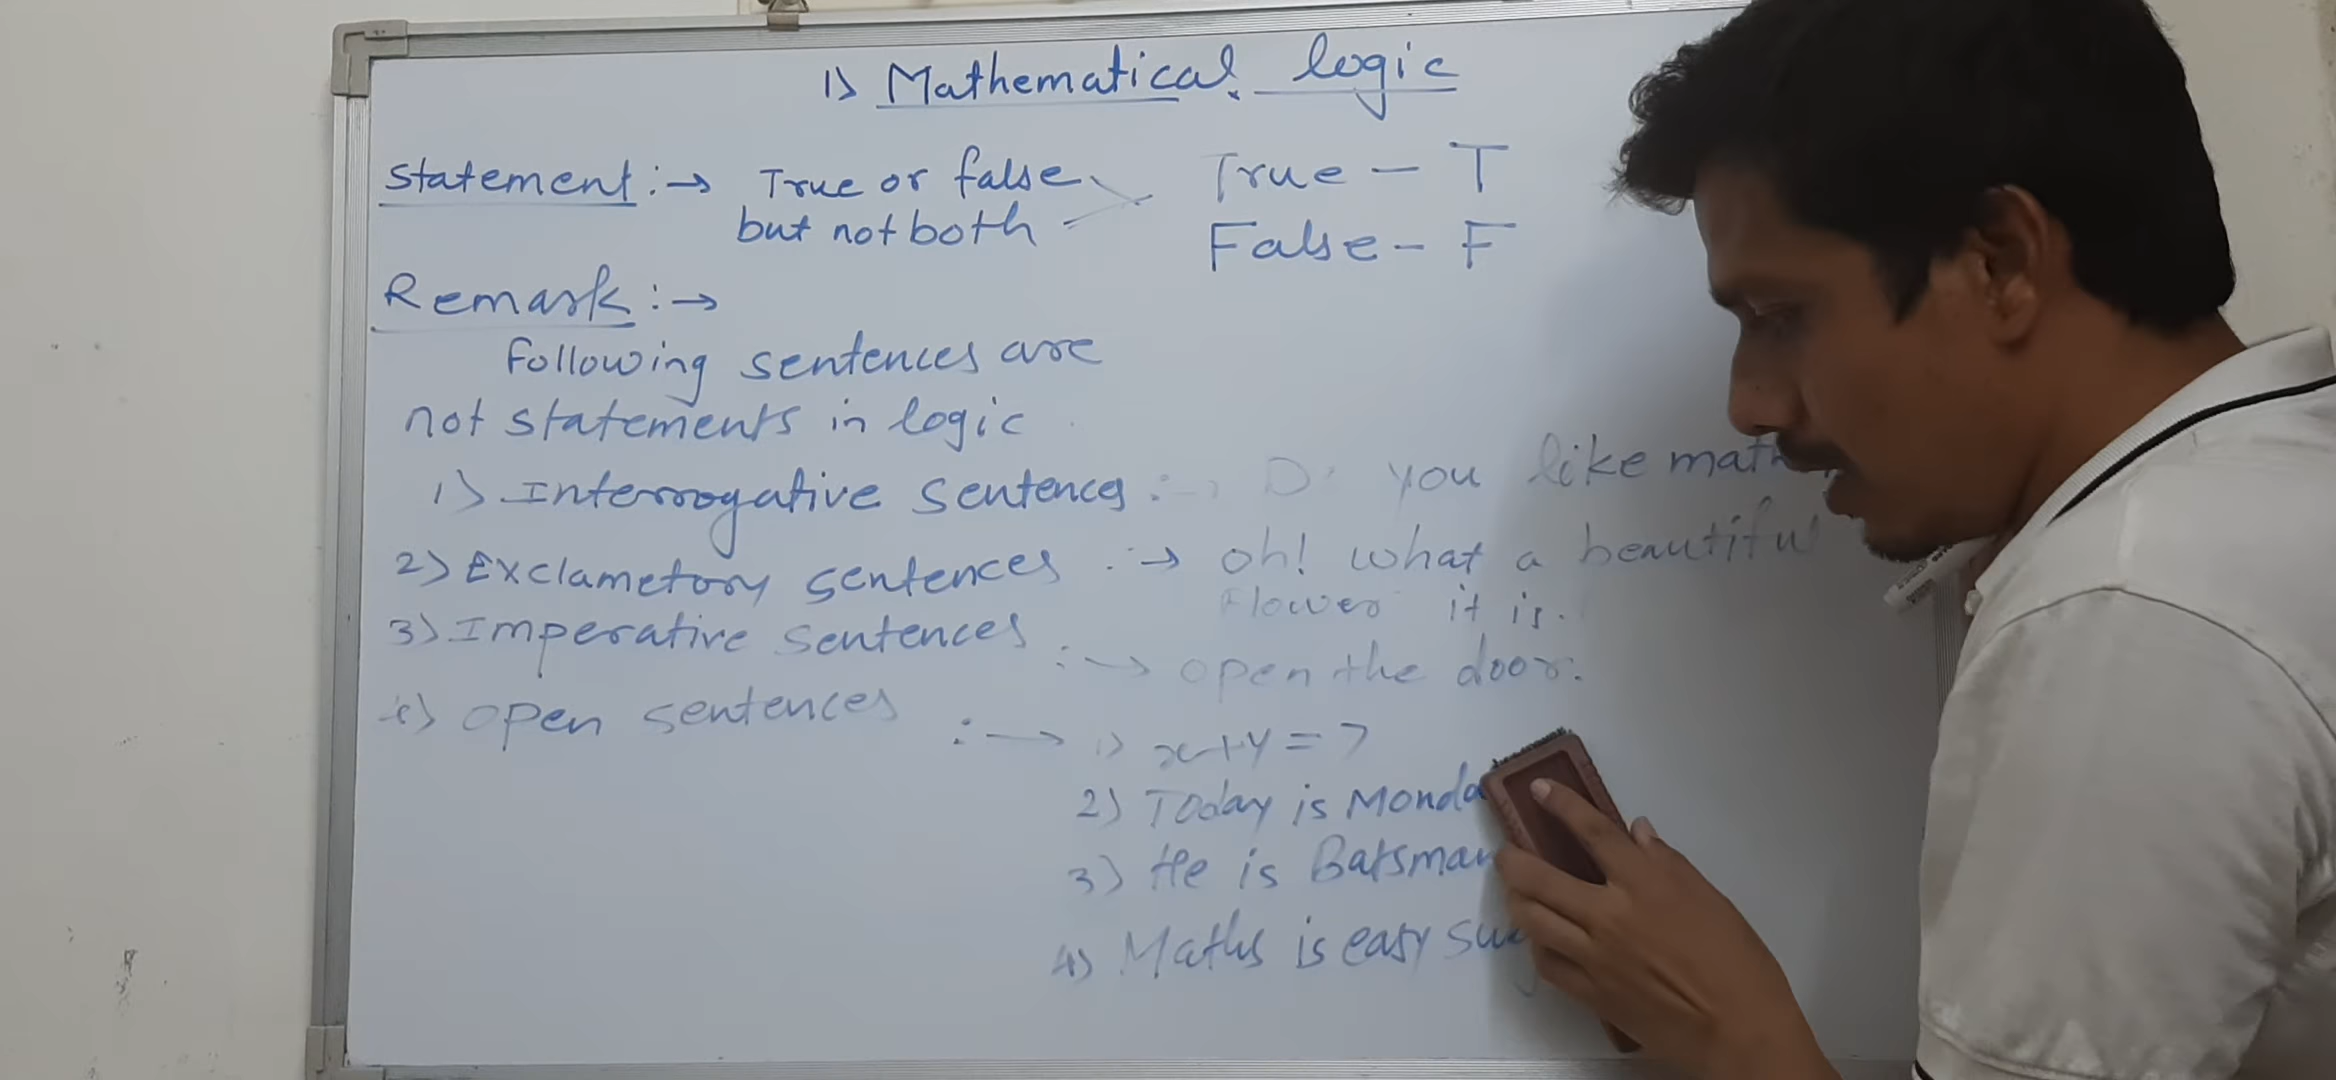 1) Mathematical logic
Statement :→ True or false
but not both
True - T
False - F
Remark :→
Following sentences are
not statements in logic
1) Interrogative sentences :→ you like
2) Exclametory sentences :→ oh! what a beautiful
Flower it is.
3) Imperative sentences :→ open the door.
open sentences :→ 1) x+y=7
2) Today is
3) He is
4) Maths is easy